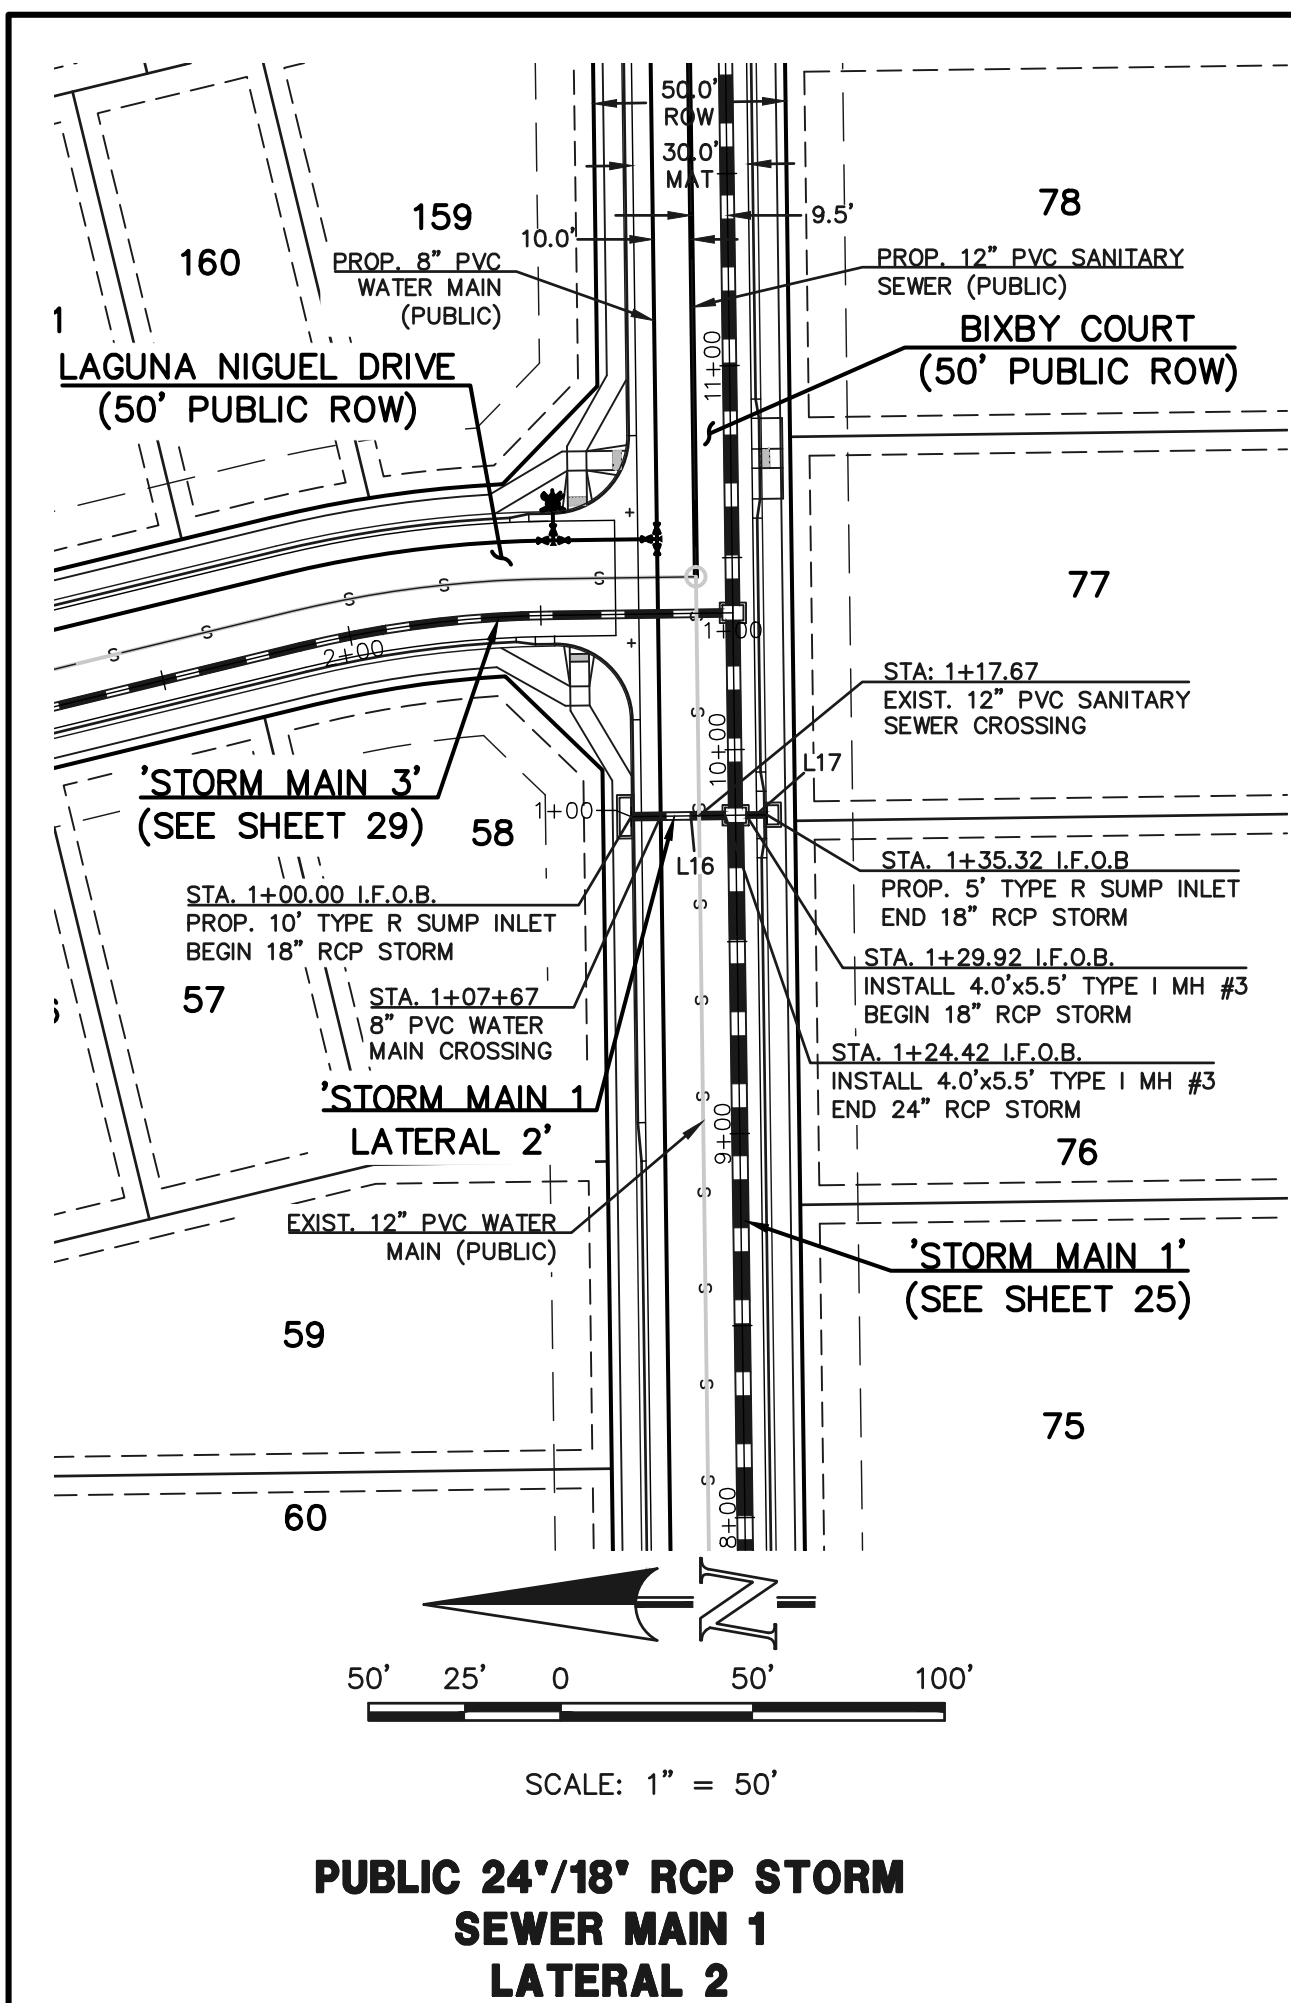 50.0'
ROW
30.0'
MAT
9.5'
10.0'
159
160
78
PROP. 8" PVC
WATER MAIN
(PUBLIC)
PROP. 12" PVC SANITARY
SEWER (PUBLIC)
1
LAGUNA NIGUEL DRIVE
(50' PUBLIC ROW)
BIXBY COURT
(50' PUBLIC ROW)
11+00
77
S
S
S
S
S
S
1+00
2+00
STA: 1+17.67
EXIST. 12" PVC SANITARY
SEWER CROSSING
S
10+00
L17
'STORM MAIN 3'
(SEE SHEET 29)
58
1+00
S
L16
STA. 1+00.00 I.F.O.B.
PROP. 10' TYPE R SUMP INLET
BEGIN 18" RCP STORM
STA. 1+35.32 I.F.O.B
PROP. 5' TYPE R SUMP INLET
END 18" RCP STORM
S
57
STA. 1+07+67
8" PVC WATER
MAIN CROSSING
STA. 1+29.92 I.F.O.B.
INSTALL 4.0'x5.5' TYPE I MH #3
BEGIN 18" RCP STORM
S
STA. 1+24.42 I.F.O.B.
INSTALL 4.0'x5.5' TYPE I MH #3
END 24" RCP STORM
'STORM MAIN 1
LATERAL 2'
S
9+00
76
S
EXIST. 12" PVC WATER
MAIN (PUBLIC)
'STORM MAIN 1'
(SEE SHEET 25)
S
59
S
75
S
60
8+00
N
50' 25' 0 50' 100'
SCALE: 1" = 50'
PUBLIC 24"/18" RCP STORM
SEWER MAIN 1
LATERAL 2